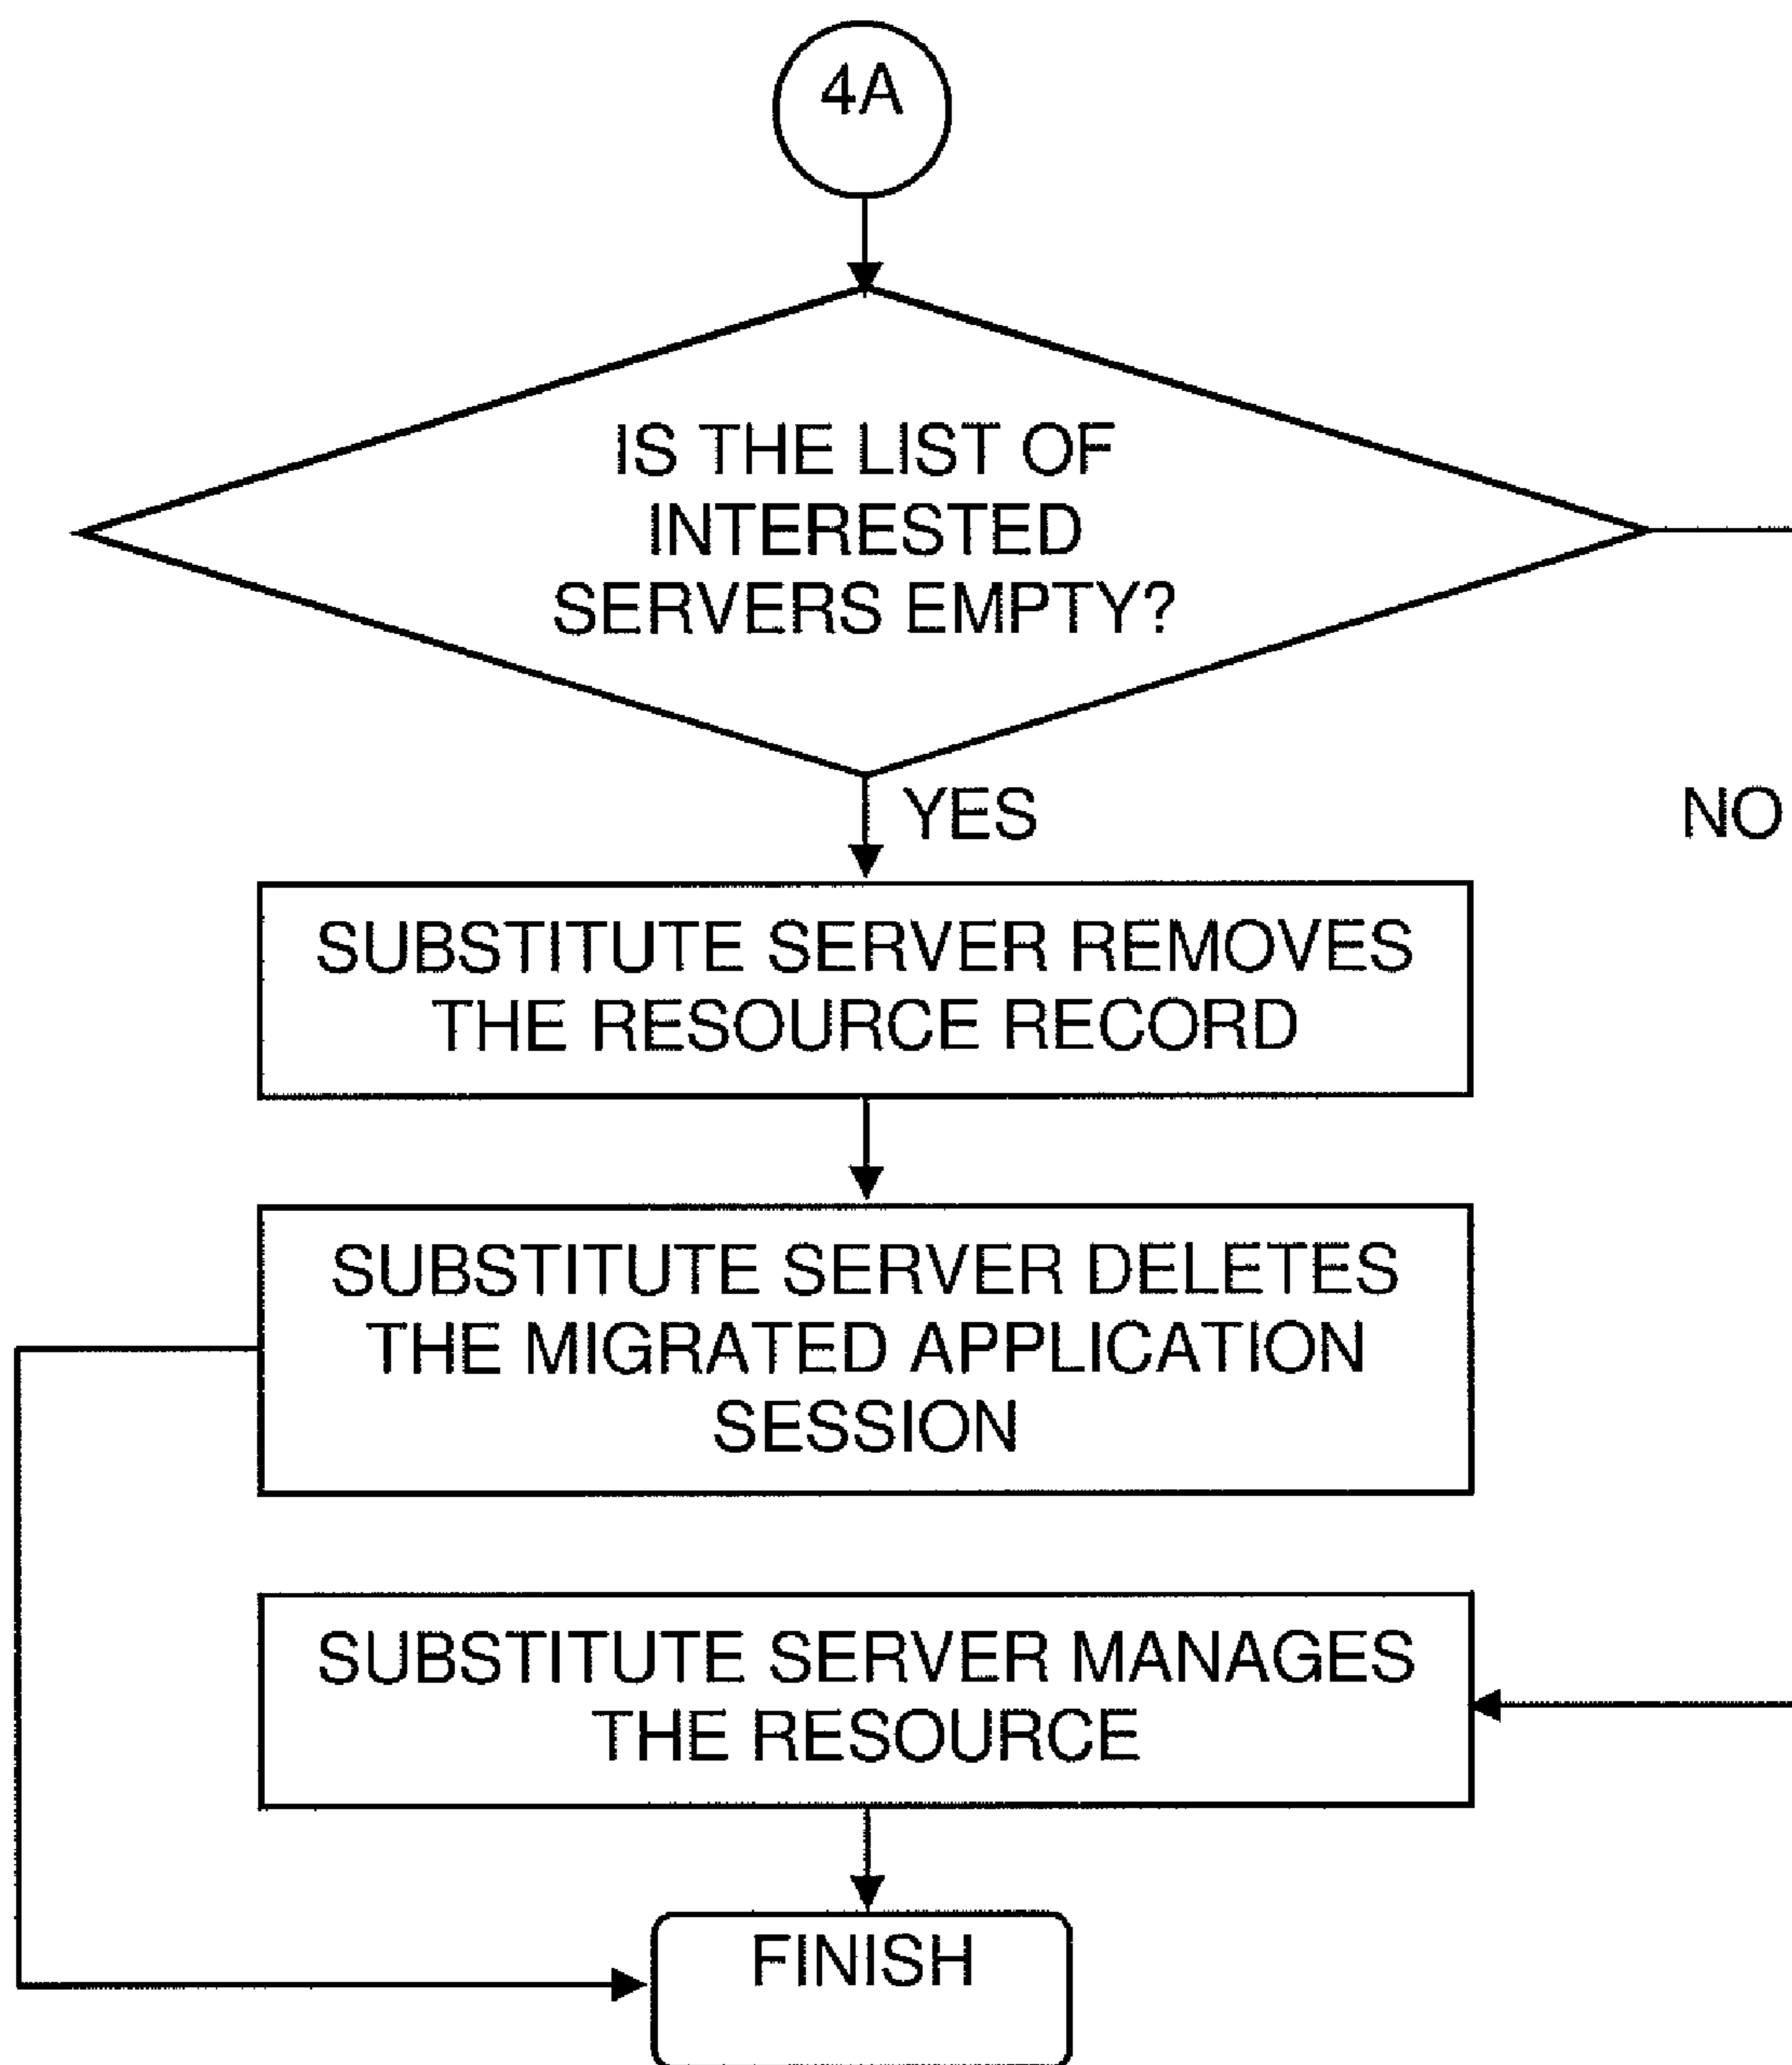 4A
IS THE LIST OF
INTERESTED
SERVERS EMPTY?
YES
NO
SUBSTITUTE SERVER REMOVES
THE RESOURCE RECORD
SUBSTITUTE SERVER DELETES
THE MIGRATED APPLICATION
SESSION
SUBSTITUTE SERVER MANAGES
THE RESOURCE
FINISH